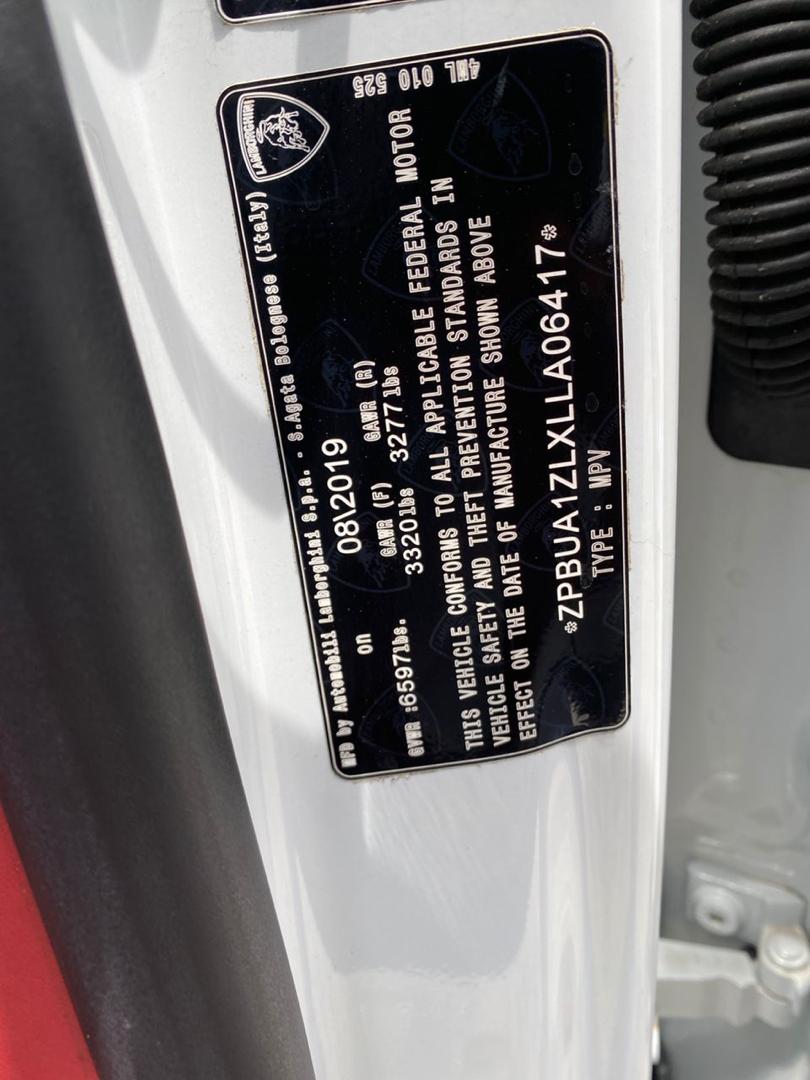 4ML 010 525
LAMBORGHINI
MFD by Automobili Lamborghini S.p.a. - S.Agata Bolognese (Italy)
on 08\2019
GAWR (F) GAWR (R)
GVWR :6597lbs. 3320lbs 3277lbs
THIS VEHICLE CONFORMS TO ALL APPLICABLE FEDERAL MOTOR
VEHICLE SAFETY AND THEFT PREVENTION STANDARDS IN
EFFECT ON THE DATE OF MANUFACTURE SHOWN ABOVE
*ZPBUA1ZLXLLA06417*
TYPE : MPV